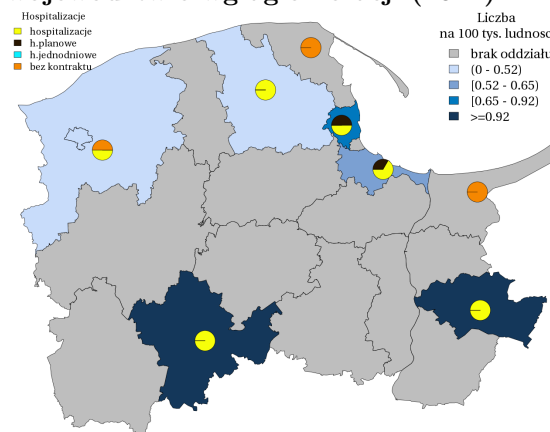 Hospitalizacje
hospitalizacje
h.planowe
h.jednodniowe
bez kontraktu
Liczba
na 100 tys. ludnosc
brak oddziału
(0 - 0.52)
[0.52 - 0.65)
[0.65 - 0.92)
>=0.92